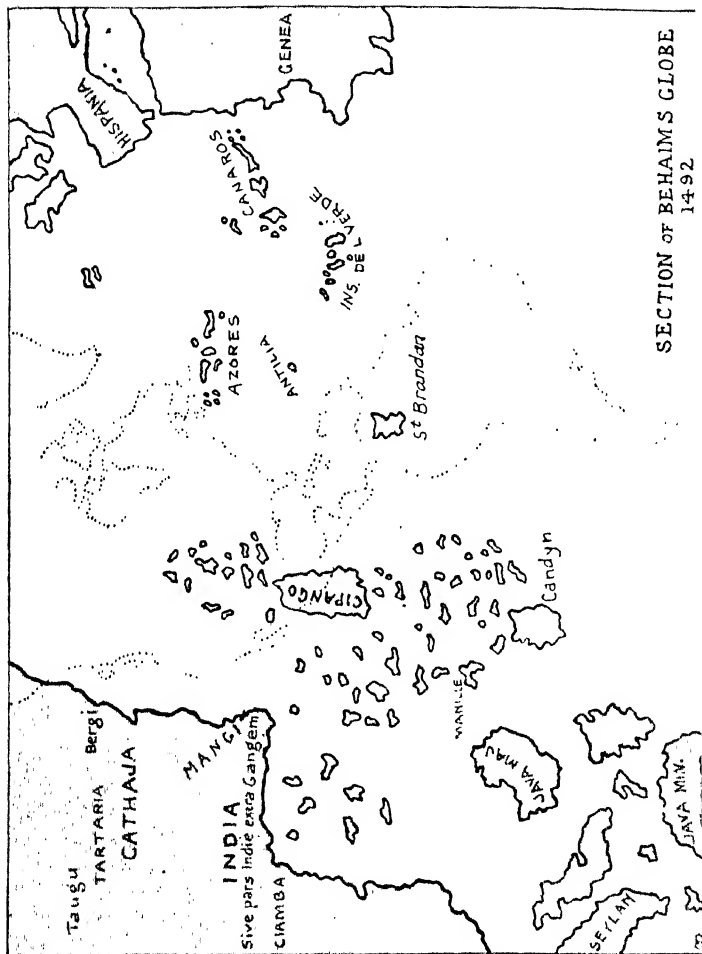 HISPANIA
GENEA
CANAROS
INS. DE L VERDE
AZORES
ANTILIA
St Brandan
CIPANGO
Candyn
MANILLE
JAVA MAJ
JAVA MIN.
SEYLAM
Taugu
TARTARIA
Bergi
CATHAJA
MANGI
INDIA
Sive pars Indie extra Gangem
CIAMBA
SECTION OF BEHAIMS GLOBE
1492